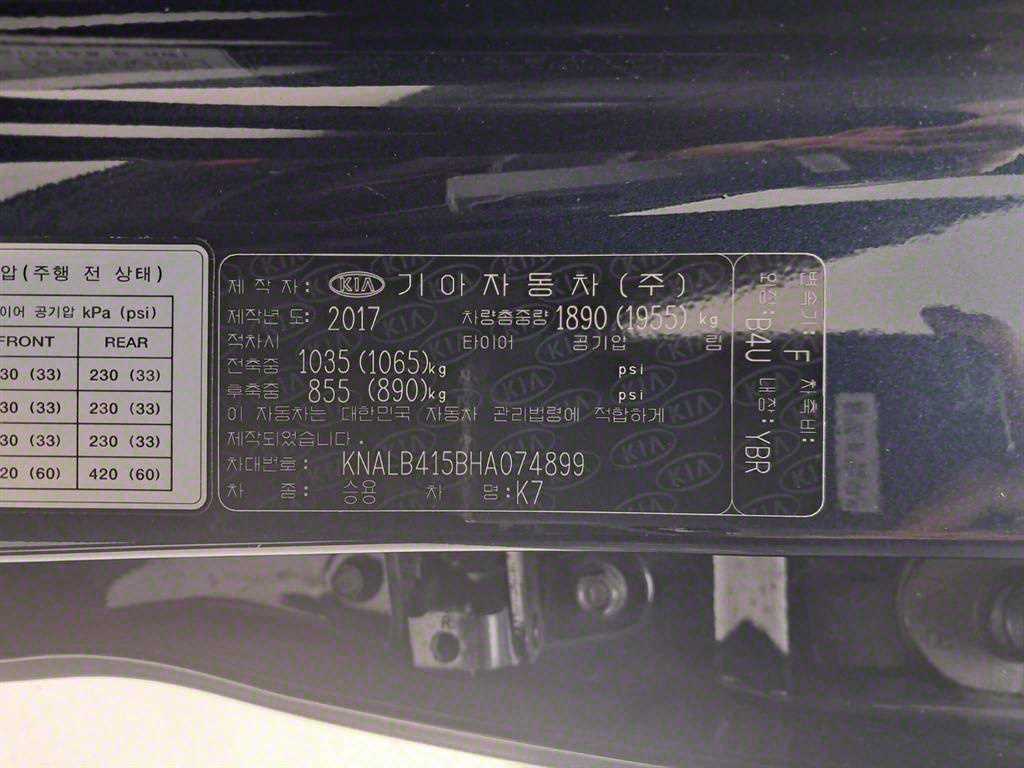 압(주행 전 상태)
이어 공기압 kPa (psi)
FRONT REAR
30 (33) 230 (33)
30 (33) 230 (33)
30 (33) 230 (33)
20 (60) 420 (60)
제 작 자: KIA 기아자동차(주)
제작년 도: 2017 차량총중량 1890 (1955) kg
적차시 타이어 공기압 림
전축중 1035 (1065)kg psi
후축중 855 (890)kg psi
이 자동차는 대한민국 자동차 관리법령에 적합하게
제작되었습니다.
차대번호: KNALB415BHA074899
차 종: 승용 차 명:K7
변속기: F 차축비:
외장:B4U 내장:YBR
R